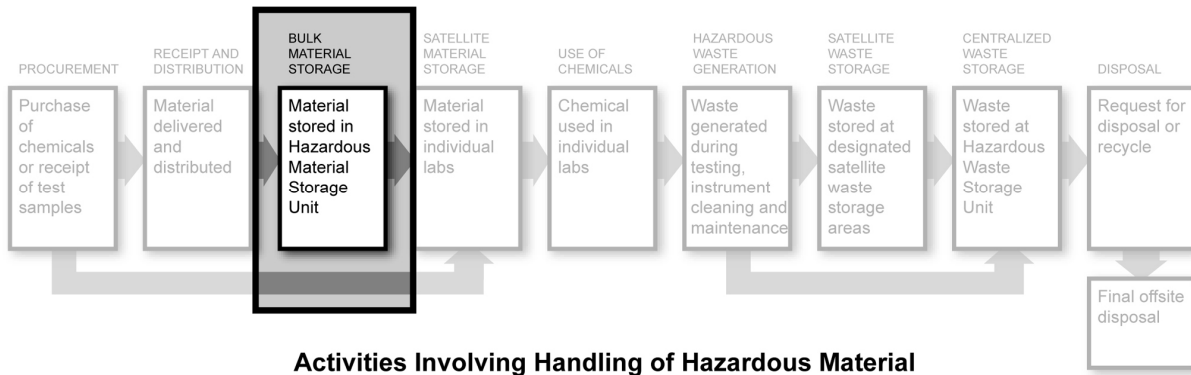 PROCUREMENT
Purchase
of
chemicals
or receipt
of test
samples
RECEIPT AND
DISTRIBUTION
Material
delivered
and
distributed
BULK
MATERIAL
STORAGE
Material
stored in
Hazardous
Material
Storage
Unit
SATELLITE
MATERIAL
STORAGE
Material
stored in
individual
labs
USE OF
CHEMICALS
Chemical
used in
individual
labs
HAZARDOUS
WASTE
GENERATION
Waste
generated
during
testing,
instrument
cleaning and
maintenance
SATELLITE
WASTE
STORAGE
Waste
stored at
designated
satellite
waste
storage
areas
CENTRALIZED
WASTE
STORAGE
Waste
stored at
Hazardous
Waste
Storage
Unit
DISPOSAL
Request for
disposal or
recycle
Final offsite
disposal
Activities Involving Handling of Hazardous Material